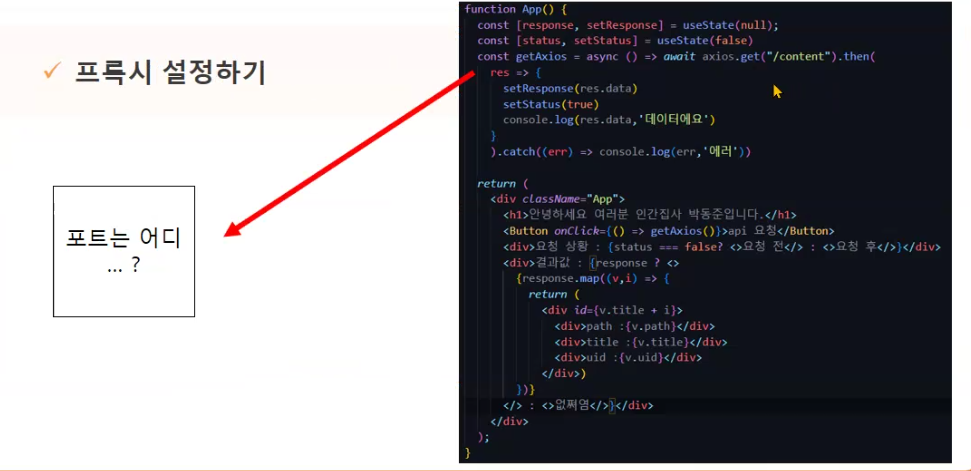 ✓ 프록시 설정하기
포트는 어디
... ?
function App() {
const [response, setResponse] = useState(null);
const [status, setStatus] = useState(false)
const getAxios = async () => await axios.get("/content").then(
res => {
setResponse(res.data)
setStatus(true)
console.log(res.data,'데이터에요')
}
).catch((err) => console.log(err,'에러'))
return (
<div className="App">
<h1>안녕하세요 여러분 인간집사 박동준입니다.</h1>
<Button onClick={() => getAxios()}>api 요청</Button>
<div>요청 상황 : {status === false? <>요청 전</> : <>요청 후</>}</div>
<div>결과값 : {response ? <>
{response.map((v,i) => {
return (
<div id={v.title + i}>
<div>path :{v.path}</div>
<div>title :{v.title}</div>
<div>uid :{v.uid}</div>
</div>)
})}
</> : <>없쩌염</>}</div>
</div>
);
}